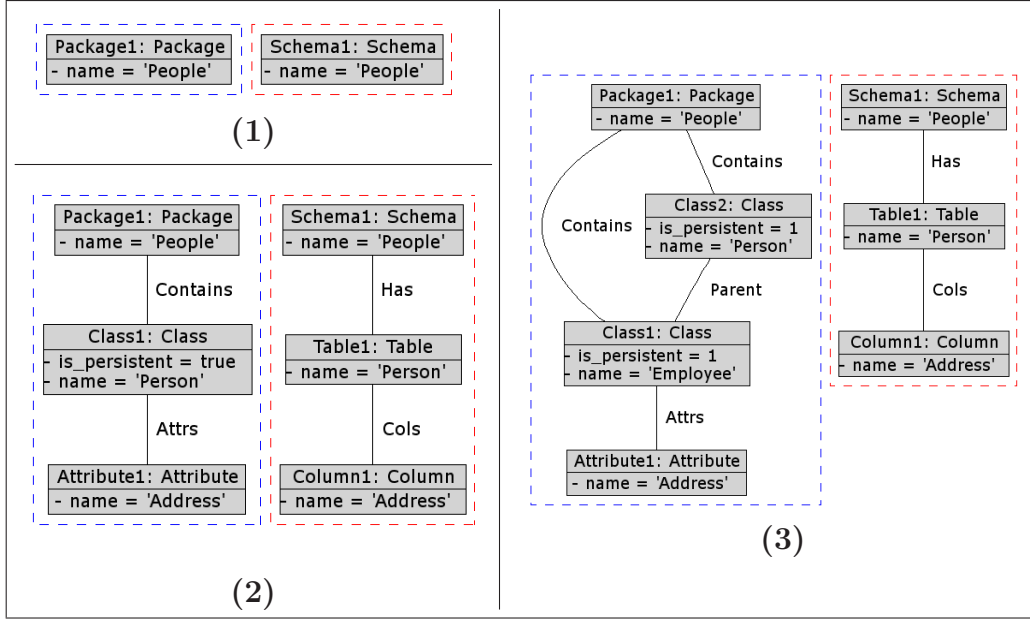 Package1: Package
- name = 'People'
Schema1: Schema
- name = 'People'
(1)
Package1: Package
- name = 'People'
Contains
Class1: Class
- is_persistent = true
- name = 'Person'
Attrs
Attribute1: Attribute
- name = 'Address'
Schema1: Schema
- name = 'People'
Has
Table1: Table
- name = 'Person'
Cols
Column1: Column
- name = 'Address'
(2)
Package1: Package
- name = 'People'
Contains
Contains
Class2: Class
- is_persistent = 1
- name = 'Person'
Parent
Class1: Class
- is_persistent = 1
- name = 'Employee'
Attrs
Attribute1: Attribute
- name = 'Address'
Schema1: Schema
- name = 'People'
Has
Table1: Table
- name = 'Person'
Cols
Column1: Column
- name = 'Address'
(3)